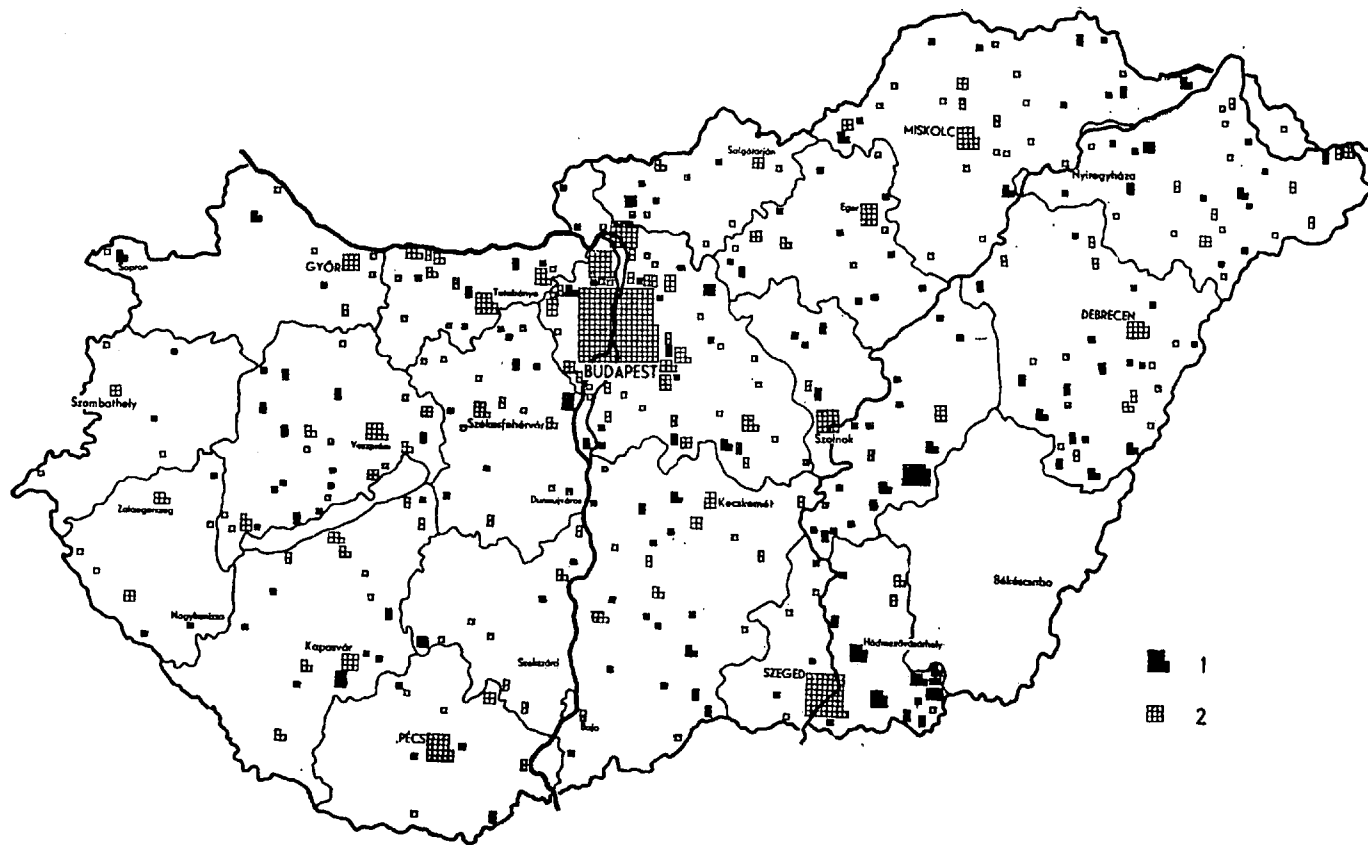 MISKOLC
Salgótarján
Nyíregyháza
Eger
Sopron
GYŐR
Tatabánya
DEBRECEN
BUDAPEST
Szombathely
Székesfehérvár
Veszprém
Szolnok
Zalaegerszeg
Dunaujváros
Kecskemét
Békéscsaba
Nagykanizsa
Hódmezővásárhely
Kaposvár
Szekszárd
SZEGED
1
2
Baja
PÉCS